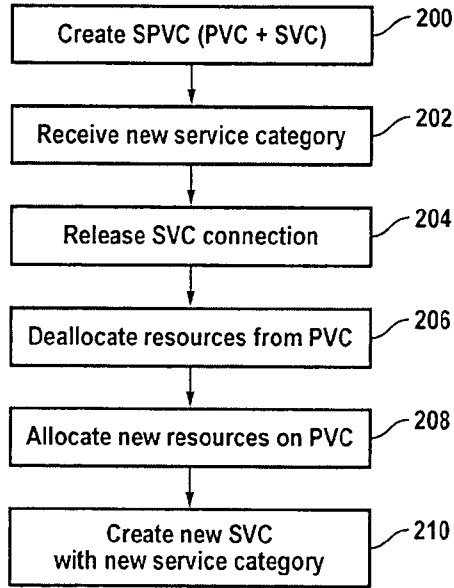 Create SPVC (PVC + SVC)
200
Receive new service category
202
Release SVC connection
204
Deallocate resources from PVC
206
Allocate new resources on PVC
208
Create new SVC
with new service category
210